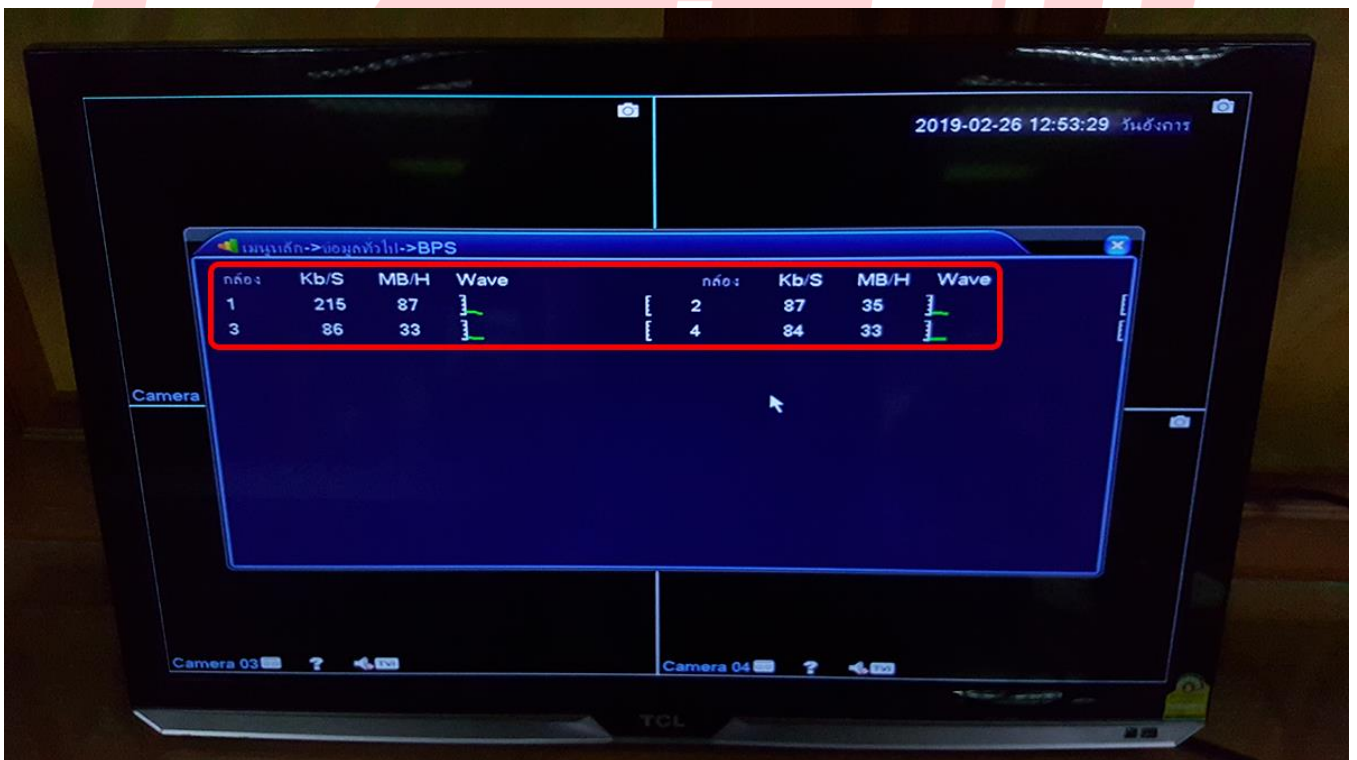 2019-02-26 12:53:29 วันอังการ
เมนูหลัก->ข้อมูลทั่วไป->BPS
กล้อง Kb/S MB/H Wave กล้อง Kb/S MB/H Wave
1 215 87 2 87 35
3 86 33 4 84 33
Camera
Camera 03 ? TVI Camera 04 ? TVI
TCL